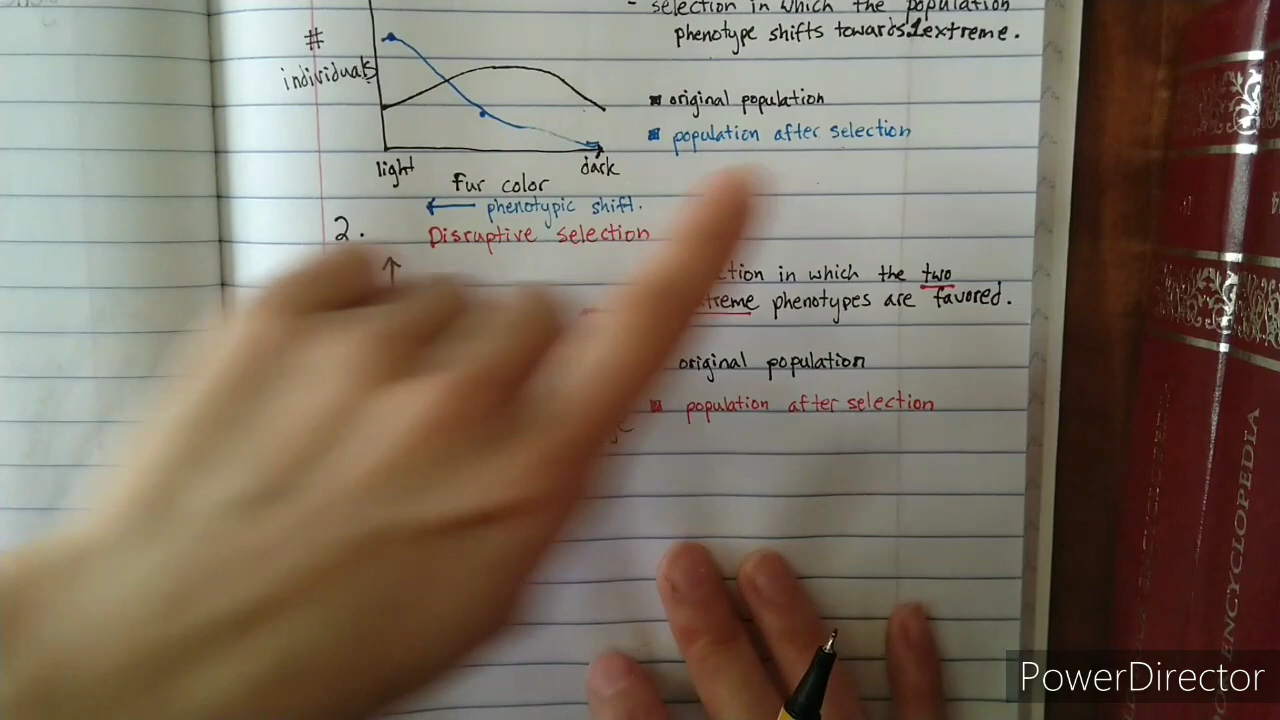 - selection in which the population
# phenotype shifts towards 1 extreme.
individuals
▪ original population
▪ population after selection
light dark
Fur color
← phenotypic shift.
2. Disruptive selection
in which the two
phenotypes are favored.
original population
▪ population after selection
ENCYCLOPEDIA
PowerDirector